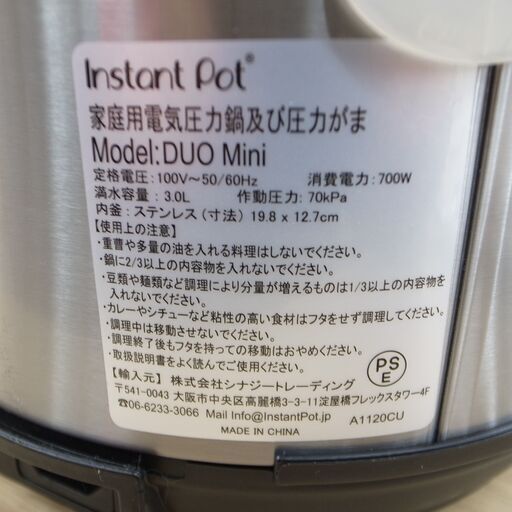 Instant Pot®
家庭用電気圧力鍋及び圧力がま
Model:DUO Mini
定格電圧:100V～50/60Hz 消費電力:700W
満水容量:3.0L 作動圧力:70kPa
内釜:ステンレス(寸法)19.8 x 12.7cm
【使用上の注意】
・重曹や多量の油を入れる料理はしないでください。
・鍋に2/3以上の内容物を入れないでください。
・豆類や麺類など調理により分量が増えるものは1/3以上の内容物を
入れないでください。
・カレーやシチューなど粘性の高い食材はフタをせず調理してください。
・調理中は移動させないでください。
・調理終了後もフタを持っての移動はおやめください。
・取扱説明書をよく読んでご使用ください。
PS
E
【輸入元】株式会社シナジートレーディング
〒541-0043 大阪市中央区高麗橋3-3-11淀屋橋フレックスタワー4F
☎06-6233-3066 Mail Info@InstantPot.jp A1120CU
MADE IN CHINA